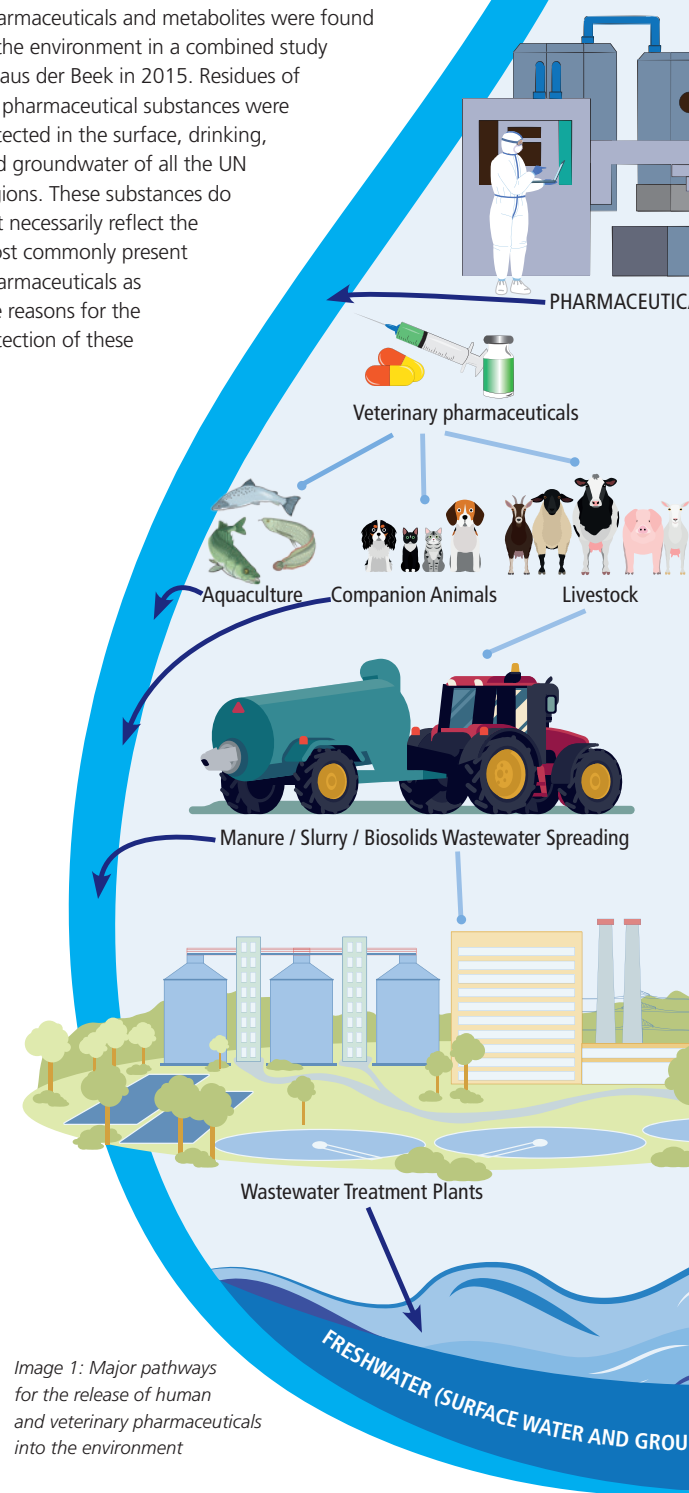 armaceuticals and metabolites were found
the environment in a combined study
aus der Beek in 2015. Residues of
pharmaceutical substances were
tected in the surface, drinking,
d groundwater of all the UN
gions. These substances do
t necessarily reflect the
ost commonly present
armaceuticals as
e reasons for the
tection of these
PHARMACEUTICA
Veterinary pharmaceuticals
Aquaculture Companion Animals Livestock
Manure / Slurry / Biosolids Wastewater Spreading
Wastewater Treatment Plants
FRESHWATER (SURFACE WATER AND GROU
Image 1: Major pathways
for the release of human
and veterinary pharmaceuticals
into the environment